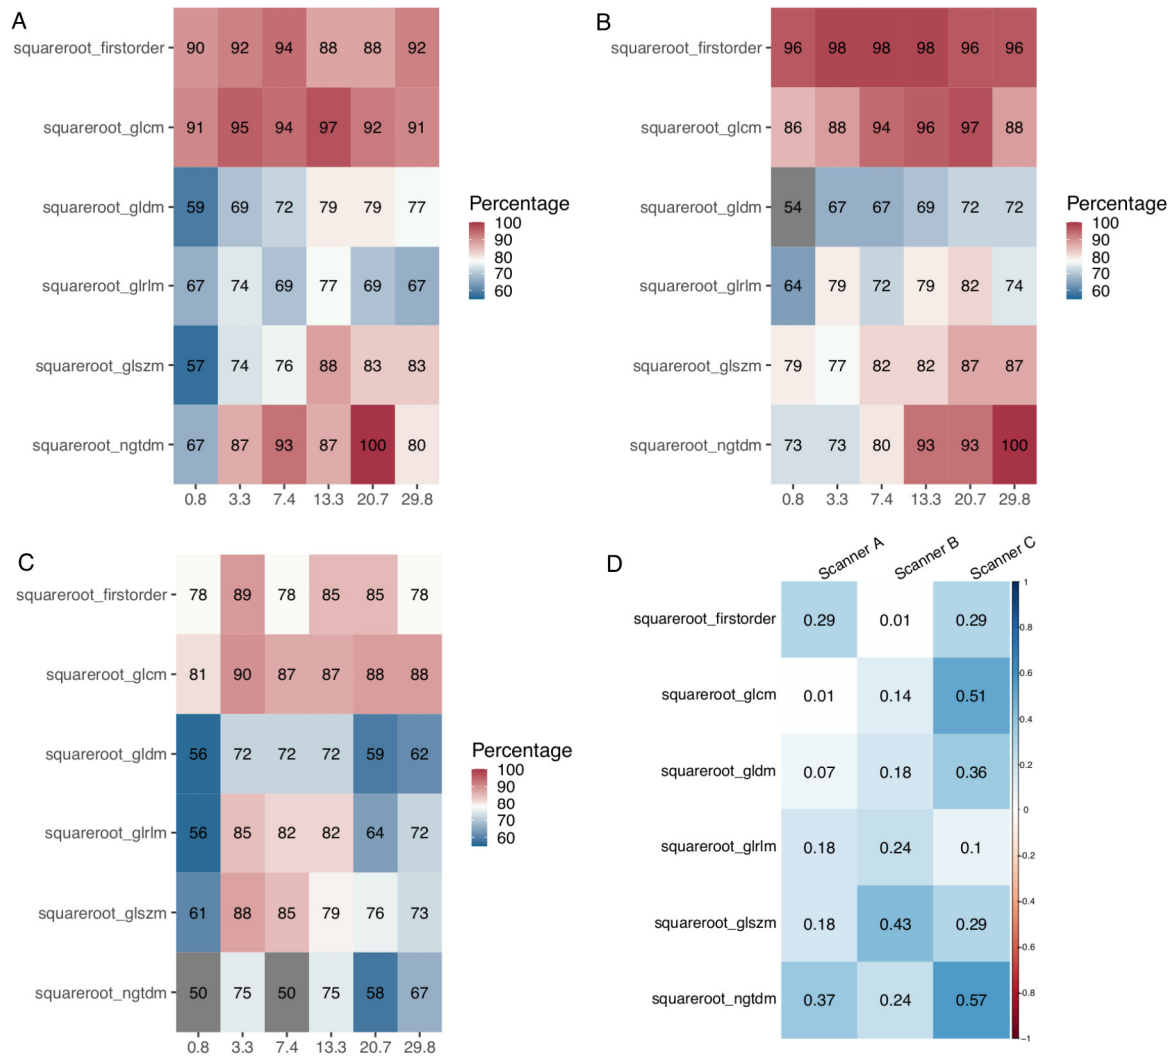 A
squareroot_firstorder 90 92 94 88 88 92
squareroot_glcm 91 95 94 97 92 91
squareroot_gldm 59 69 72 79 79 77
squareroot_glrlm 67 74 69 77 69 67
squareroot_glszm 57 74 76 88 83 83
squareroot_ngtdm 67 87 93 87 100 80
0.8 3.3 7.4 13.3 20.7 29.8
Percentage
100
90
80
70
60
B
squareroot_firstorder 96 98 98 98 96 96
squareroot_glcm 86 88 94 96 97 88
squareroot_gldm 54 67 67 69 72 72
squareroot_glrlm 64 79 72 79 82 74
squareroot_glszm 79 77 82 82 87 87
squareroot_ngtdm 73 73 80 93 93 100
0.8 3.3 7.4 13.3 20.7 29.8
Percentage
100
90
80
70
60
C
squareroot_firstorder 78 89 78 85 85 78
squareroot_glcm 81 90 87 87 88 88
squareroot_gldm 56 72 72 72 59 62
squareroot_glrlm 56 85 82 82 64 72
squareroot_glszm 61 88 85 79 76 73
squareroot_ngtdm 50 75 50 75 58 67
0.8 3.3 7.4 13.3 20.7 29.8
Percentage
100
90
80
70
60
D
Scanner A Scanner B Scanner C
squareroot_firstorder 0.29 0.01 0.29
squareroot_glcm 0.01 0.14 0.51
squareroot_gldm 0.07 0.18 0.36
squareroot_glrlm 0.18 0.24 0.1
squareroot_glszm 0.18 0.43 0.29
squareroot_ngtdm 0.37 0.24 0.57
1
0.8
0.6
0.4
0.2
0
-0.2
-0.4
-0.6
-0.8
-1